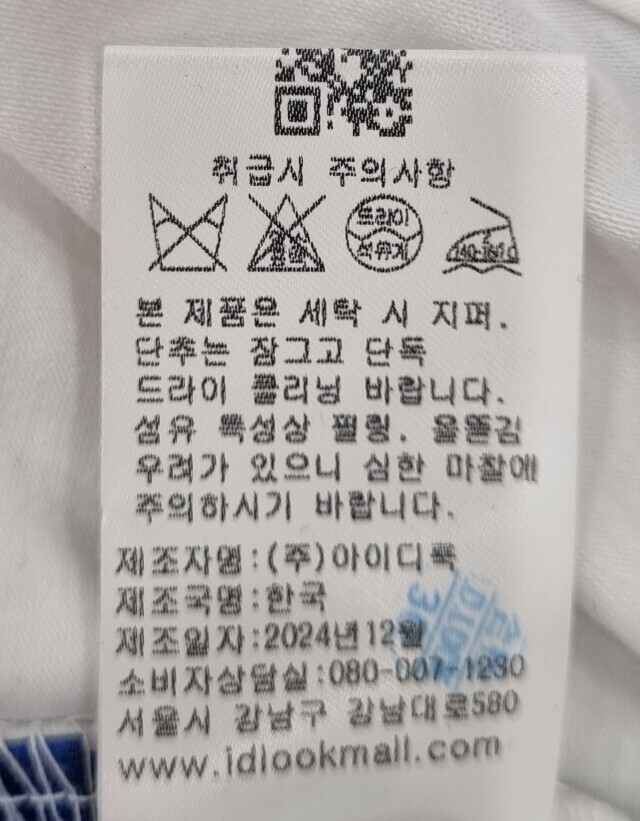 취급시 주의사항
드라이
석유계
140~160℃
본 제품은 세탁 시 지퍼.
단추는 잠그고 단독
드라이 클리닝 바랍니다.
섬유 특성상 필링. 올뜯김
우려가 있으니 심한 마찰에
주의하시기 바랍니다.
제조자명:(주)아이디룩
제조국명:한국
제조일자:2024년12월
소비자상담실:080-007-1230
서울시 강남구 강남대로580
www.idlookmall.com